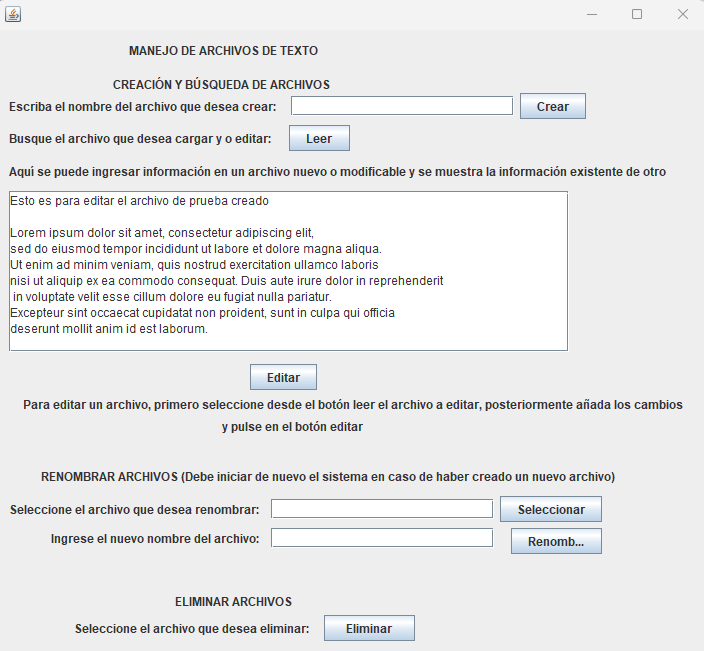 MANEJO DE ARCHIVOS DE TEXTO
CREACIÓN Y BÚSQUEDA DE ARCHIVOS
Escriba el nombre del archivo que desea crear: Crear
Busque el archivo que desea cargar y o editar: Leer
Aquí se puede ingresar información en un archivo nuevo o modificable y se muestra la información existente de otro
Esto es para editar el archivo de prueba creado
Lorem ipsum dolor sit amet, consectetur adipiscing elit,
sed do eiusmod tempor incididunt ut labore et dolore magna aliqua.
Ut enim ad minim veniam, quis nostrud exercitation ullamco laboris
nisi ut aliquip ex ea commodo consequat. Duis aute irure dolor in reprehenderit
in voluptate velit esse cillum dolore eu fugiat nulla pariatur.
Excepteur sint occaecat cupidatat non proident, sunt in culpa qui officia
deserunt mollit anim id est laborum.
Editar
Para editar un archivo, primero seleccione desde el botón leer el archivo a editar, posteriormente añada los cambios
y pulse en el botón editar
RENOMBRAR ARCHIVOS (Debe iniciar de nuevo el sistema en caso de haber creado un nuevo archivo)
Seleccione el archivo que desea renombrar: Seleccionar
Ingrese el nuevo nombre del archivo: Renomb...
ELIMINAR ARCHIVOS
Seleccione el archivo que desea eliminar: Eliminar